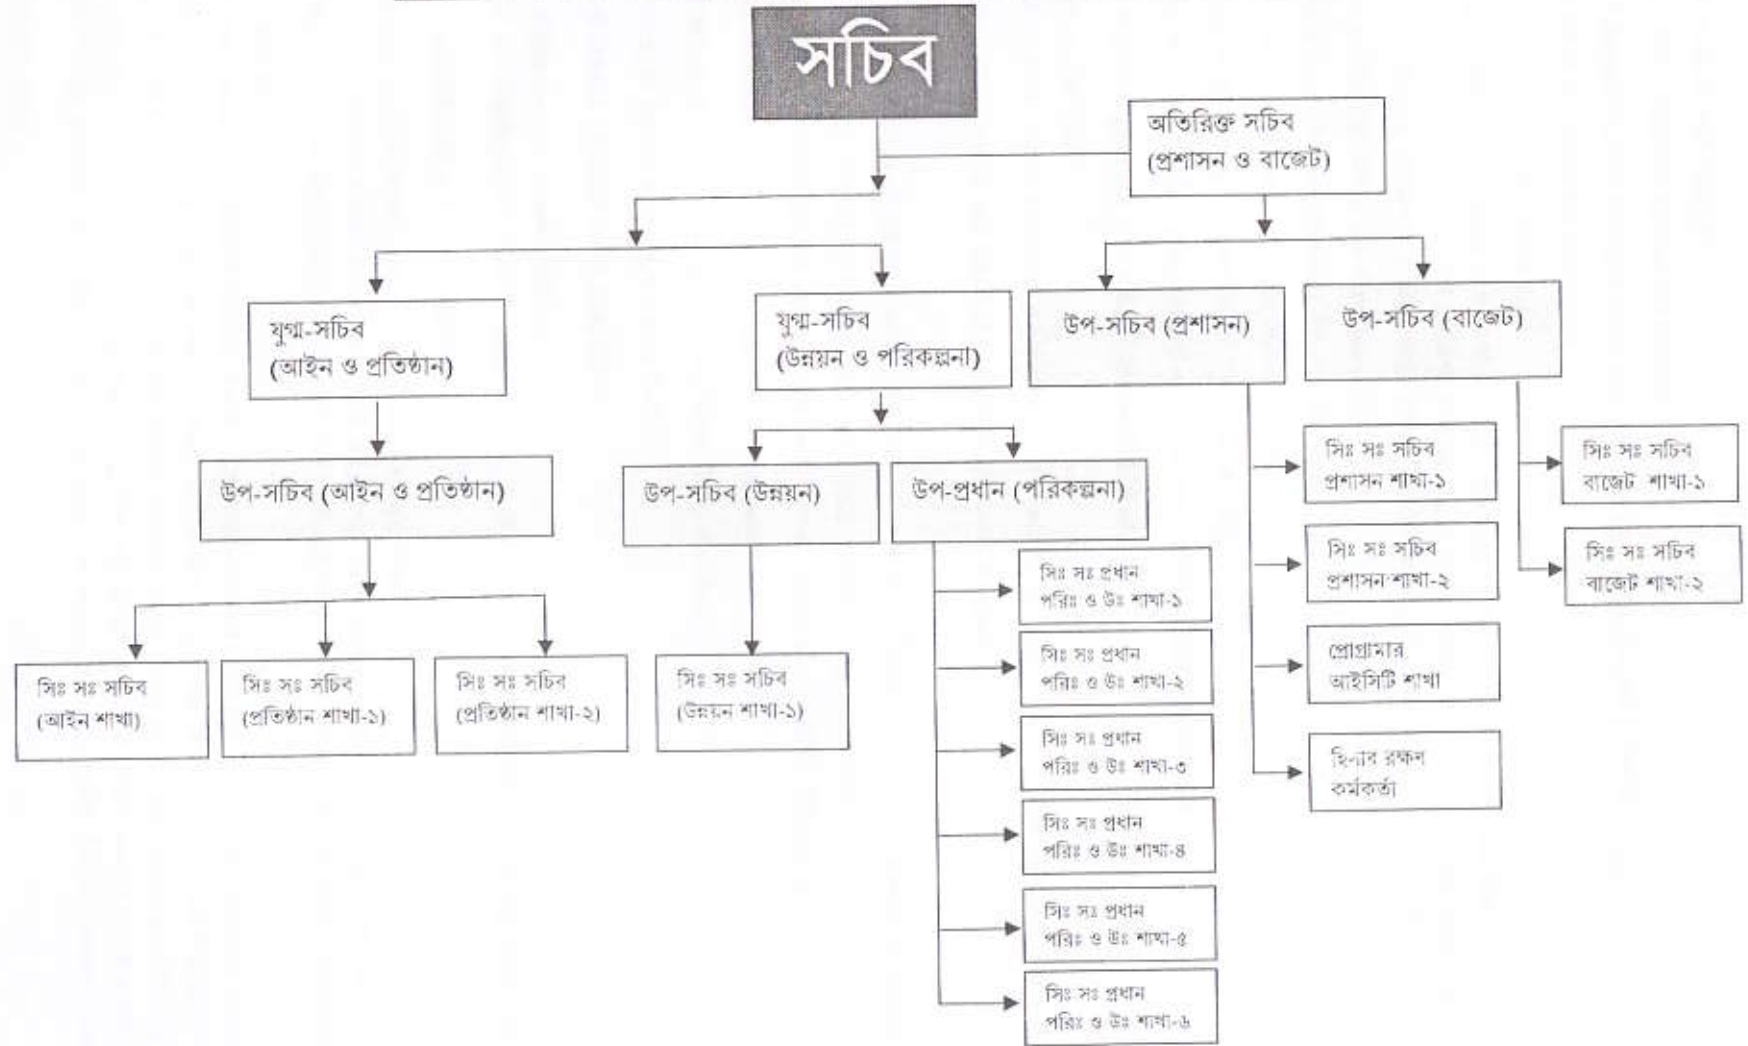 সচিব
অতিরিক্ত সচিব
(প্রশাসন ও বাজেট)
যুগ্ম-সচিব
(আইন ও প্রতিষ্ঠান)
যুগ্ম-সচিব
(উন্নয়ন ও পরিকল্পনা)
উপ-সচিব (প্রশাসন)
উপ-সচিব (বাজেট)
উপ-সচিব (আইন ও প্রতিষ্ঠান)
উপ-সচিব (উন্নয়ন)
উপ-প্রধান (পরিকল্পনা)
সিঃ সঃ সচিব
(আইন শাখা)
সিঃ সঃ সচিব
(প্রতিষ্ঠান শাখা-১)
সিঃ সঃ সচিব
(প্রতিষ্ঠান শাখা-২)
সিঃ সঃ সচিব
(উন্নয়ন শাখা-১)
সিঃ সঃ প্রধান
পরিঃ ও উঃ শাখা-১
সিঃ সঃ প্রধান
পরিঃ ও উঃ শাখা-২
সিঃ সঃ প্রধান
পরিঃ ও উঃ শাখা-৩
সিঃ সঃ প্রধান
পরিঃ ও উঃ শাখা-৪
সিঃ সঃ প্রধান
পরিঃ ও উঃ শাখা-৫
সিঃ সঃ প্রধান
পরিঃ ও উঃ শাখা-৬
সিঃ সঃ সচিব
প্রশাসন শাখা-১
সিঃ সঃ সচিব
প্রশাসন শাখা-২
প্রোগ্রামার
আইসিটি শাখা
হিসাব রক্ষণ
কর্মকর্তা
সিঃ সঃ সচিব
বাজেট শাখা-১
সিঃ সঃ সচিব
বাজেট শাখা-২